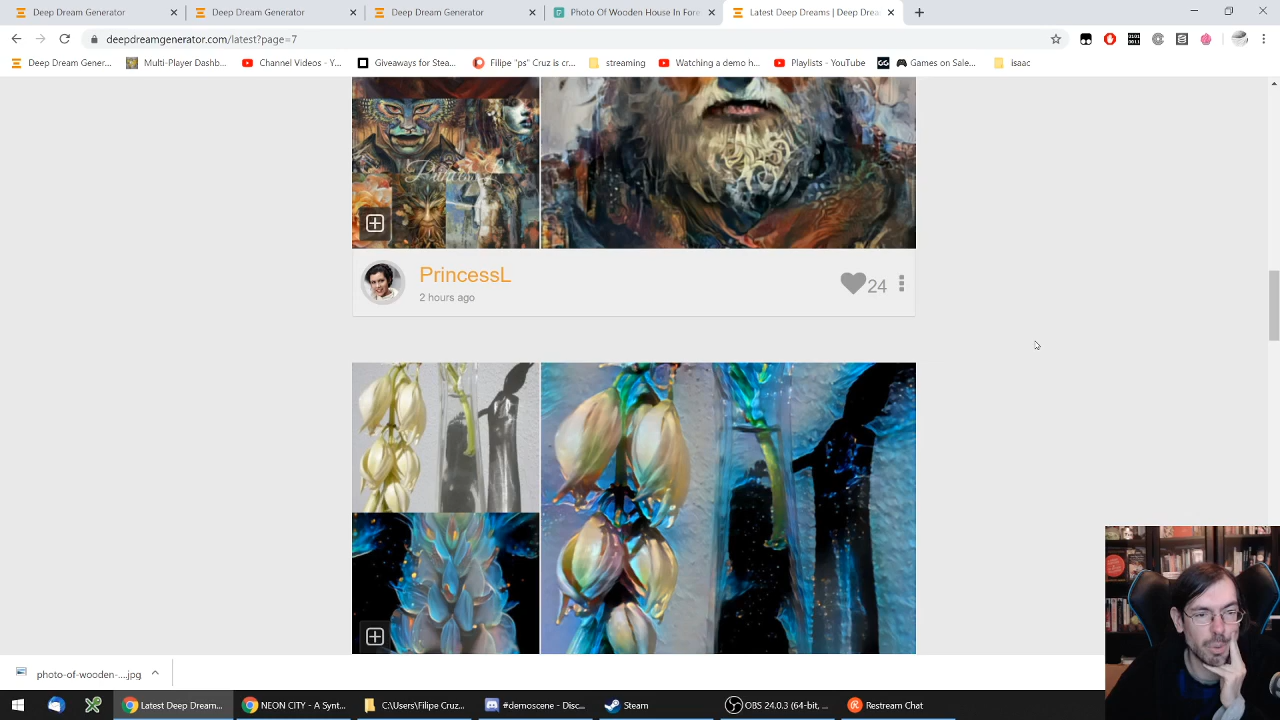 Deep Dream Generator
Deep Dream Generator
Deep Dream Generator
Photo Of Wooden House In Fore
Latest Deep Dreams | Deep Drea
deepdreamgenerator.com/latest?page=7
Deep Dream Gener...
Multi-Player Dashb...
Channel Videos - Y...
Giveaways for Stea...
Filipe "ps" Cruz is cr...
streaming
Watching a demo h...
Playlists - YouTube
GG
Games on Sale...
isaac
PrincessL
PrincessL
2 hours ago
24
photo-of-wooden-....jpg
Latest Deep Dream...
NEON CITY - A Synt...
C:\Users\Filipe Cruz...
#demoscene - Disc...
Steam
OBS 24.0.3 (64-bit, ...
Restream Chat